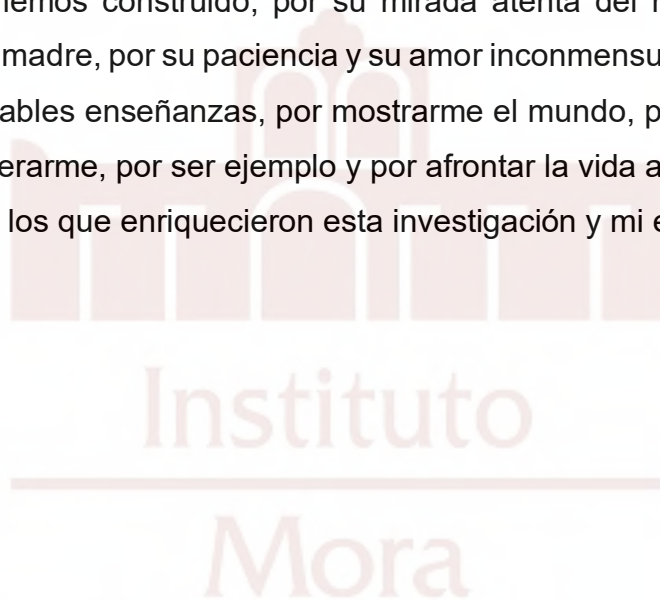 hemos construido, por su mirada atenta del
madre, por su paciencia y su amor inconmensu
ables enseñanzas, por mostrarme el mundo, p
erarme, por ser ejemplo y por afrontar la vida a
los que enriquecieron esta investigación y mi e
Instituto
Mora